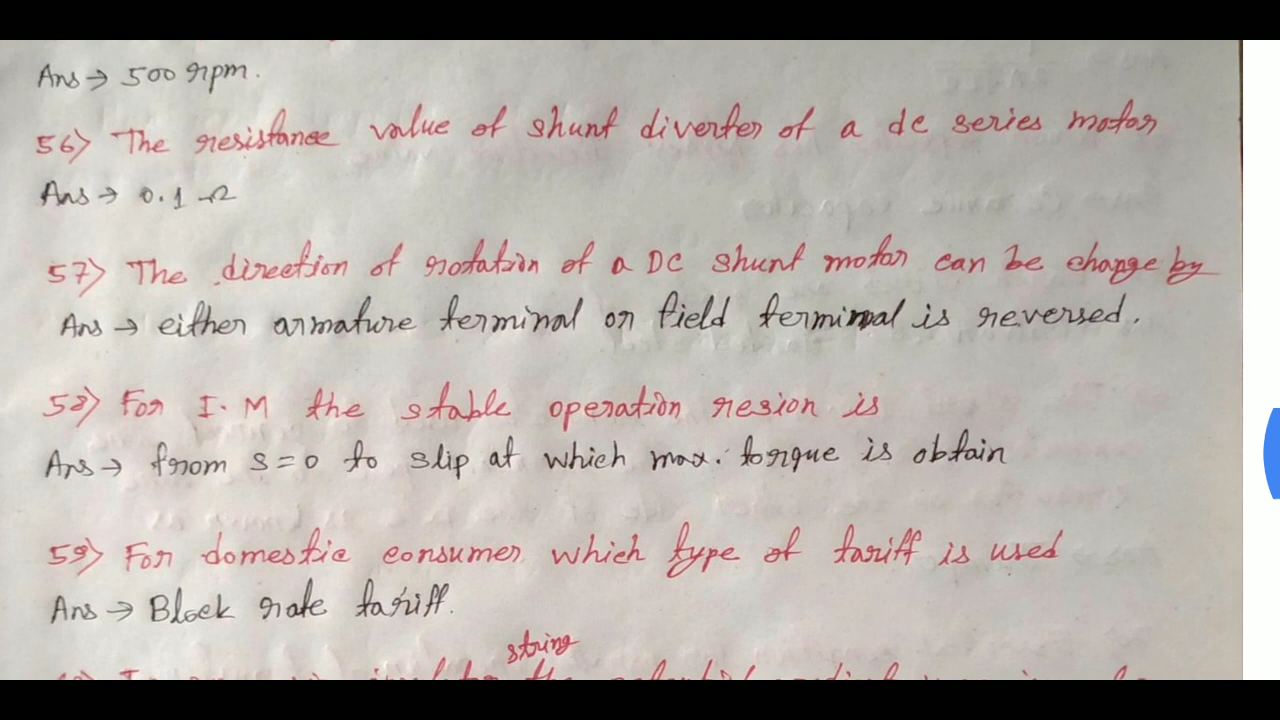 Ans → 500 rpm.
56) The resistance value of shunt diverter of a dc series motor
Ans → 0.1 Ω
57) The direction of rotation of a DC shunt motor can be change by
Ans → either armature terminal or field terminal is reversed.
58) For I.M the stable operation resion is
Ans → from s=0 to slip at which max. torque is obtain
59) For domestic consumer which type of tariff is used
Ans → Block rate tariff.
string